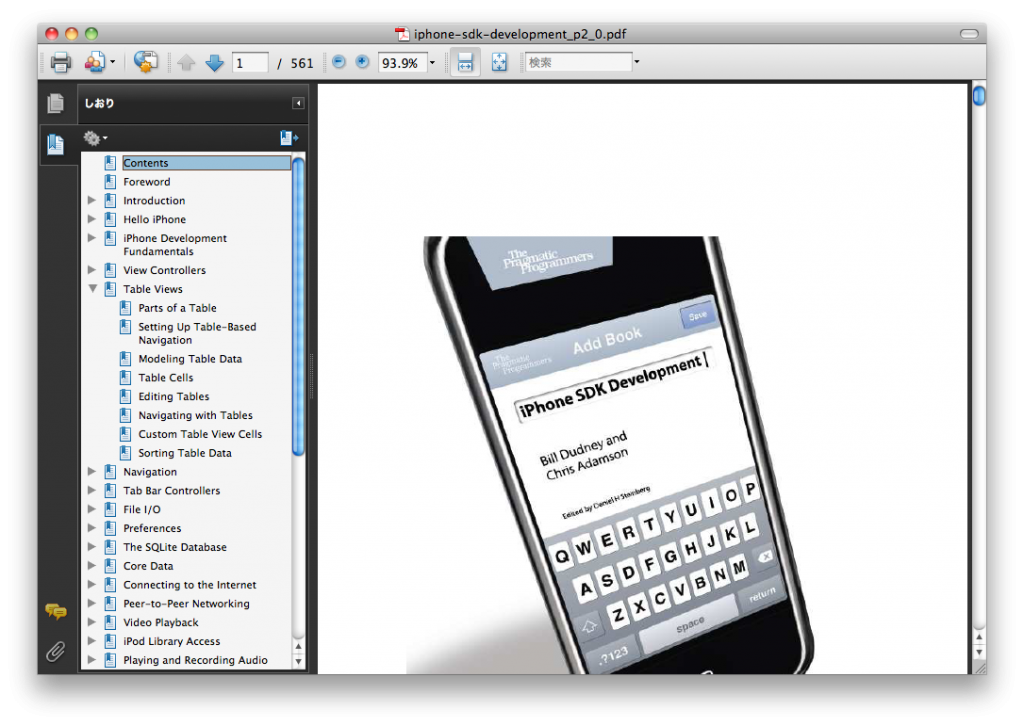 iphone-sdk-development_p2_0.pdf
1 / 561 93.9% 検索
しおり
Contents
Foreword
Introduction
Hello iPhone
iPhone Development
Fundamentals
View Controllers
Table Views
Parts of a Table
Setting Up Table-Based
Navigation
Modeling Table Data
Table Cells
Editing Tables
Navigating with Tables
Custom Table View Cells
Sorting Table Data
Navigation
Tab Bar Controllers
File I/O
Preferences
The SQLite Database
Core Data
Connecting to the Internet
Peer-to-Peer Networking
Video Playback
iPod Library Access
Playing and Recording Audio
The
Pragmatic
Programmers
The
Pragmatic
Programmers
Add Book
Save
iPhone SDK Development
Bill Dudney and
Chris Adamson
Edited by Daniel H Steinberg
Q W E R T Y U I O P
A S D F G H J K L
Z X C V B N M
.?123 space return